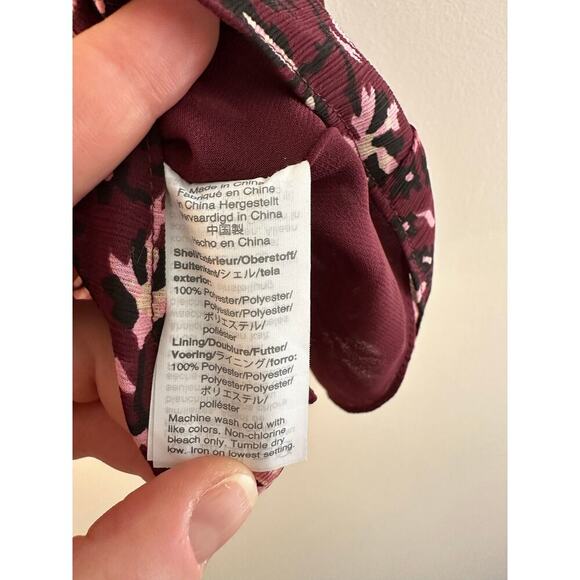 Made in China
Fabriqué en Chine
in China Hergestellt
Vervaardigd in China
中国製
Hecho en China
Shell/Extérieur/Oberstoff/
Buitenkant/シェル/tela
exterior:
100% Polyester/Polyester/
Polyester/Polyester/
ポリエステル/
poliéster
Lining/Doublure/Futter/
Voering/ライニング/forro:
100% Polyester/Polyester/
Polyester/Polyester/
ポリエステル/
poliéster
Machine wash cold with
like colors. Non-chlorine
bleach only. Tumble dry
low. Iron on lowest setting.